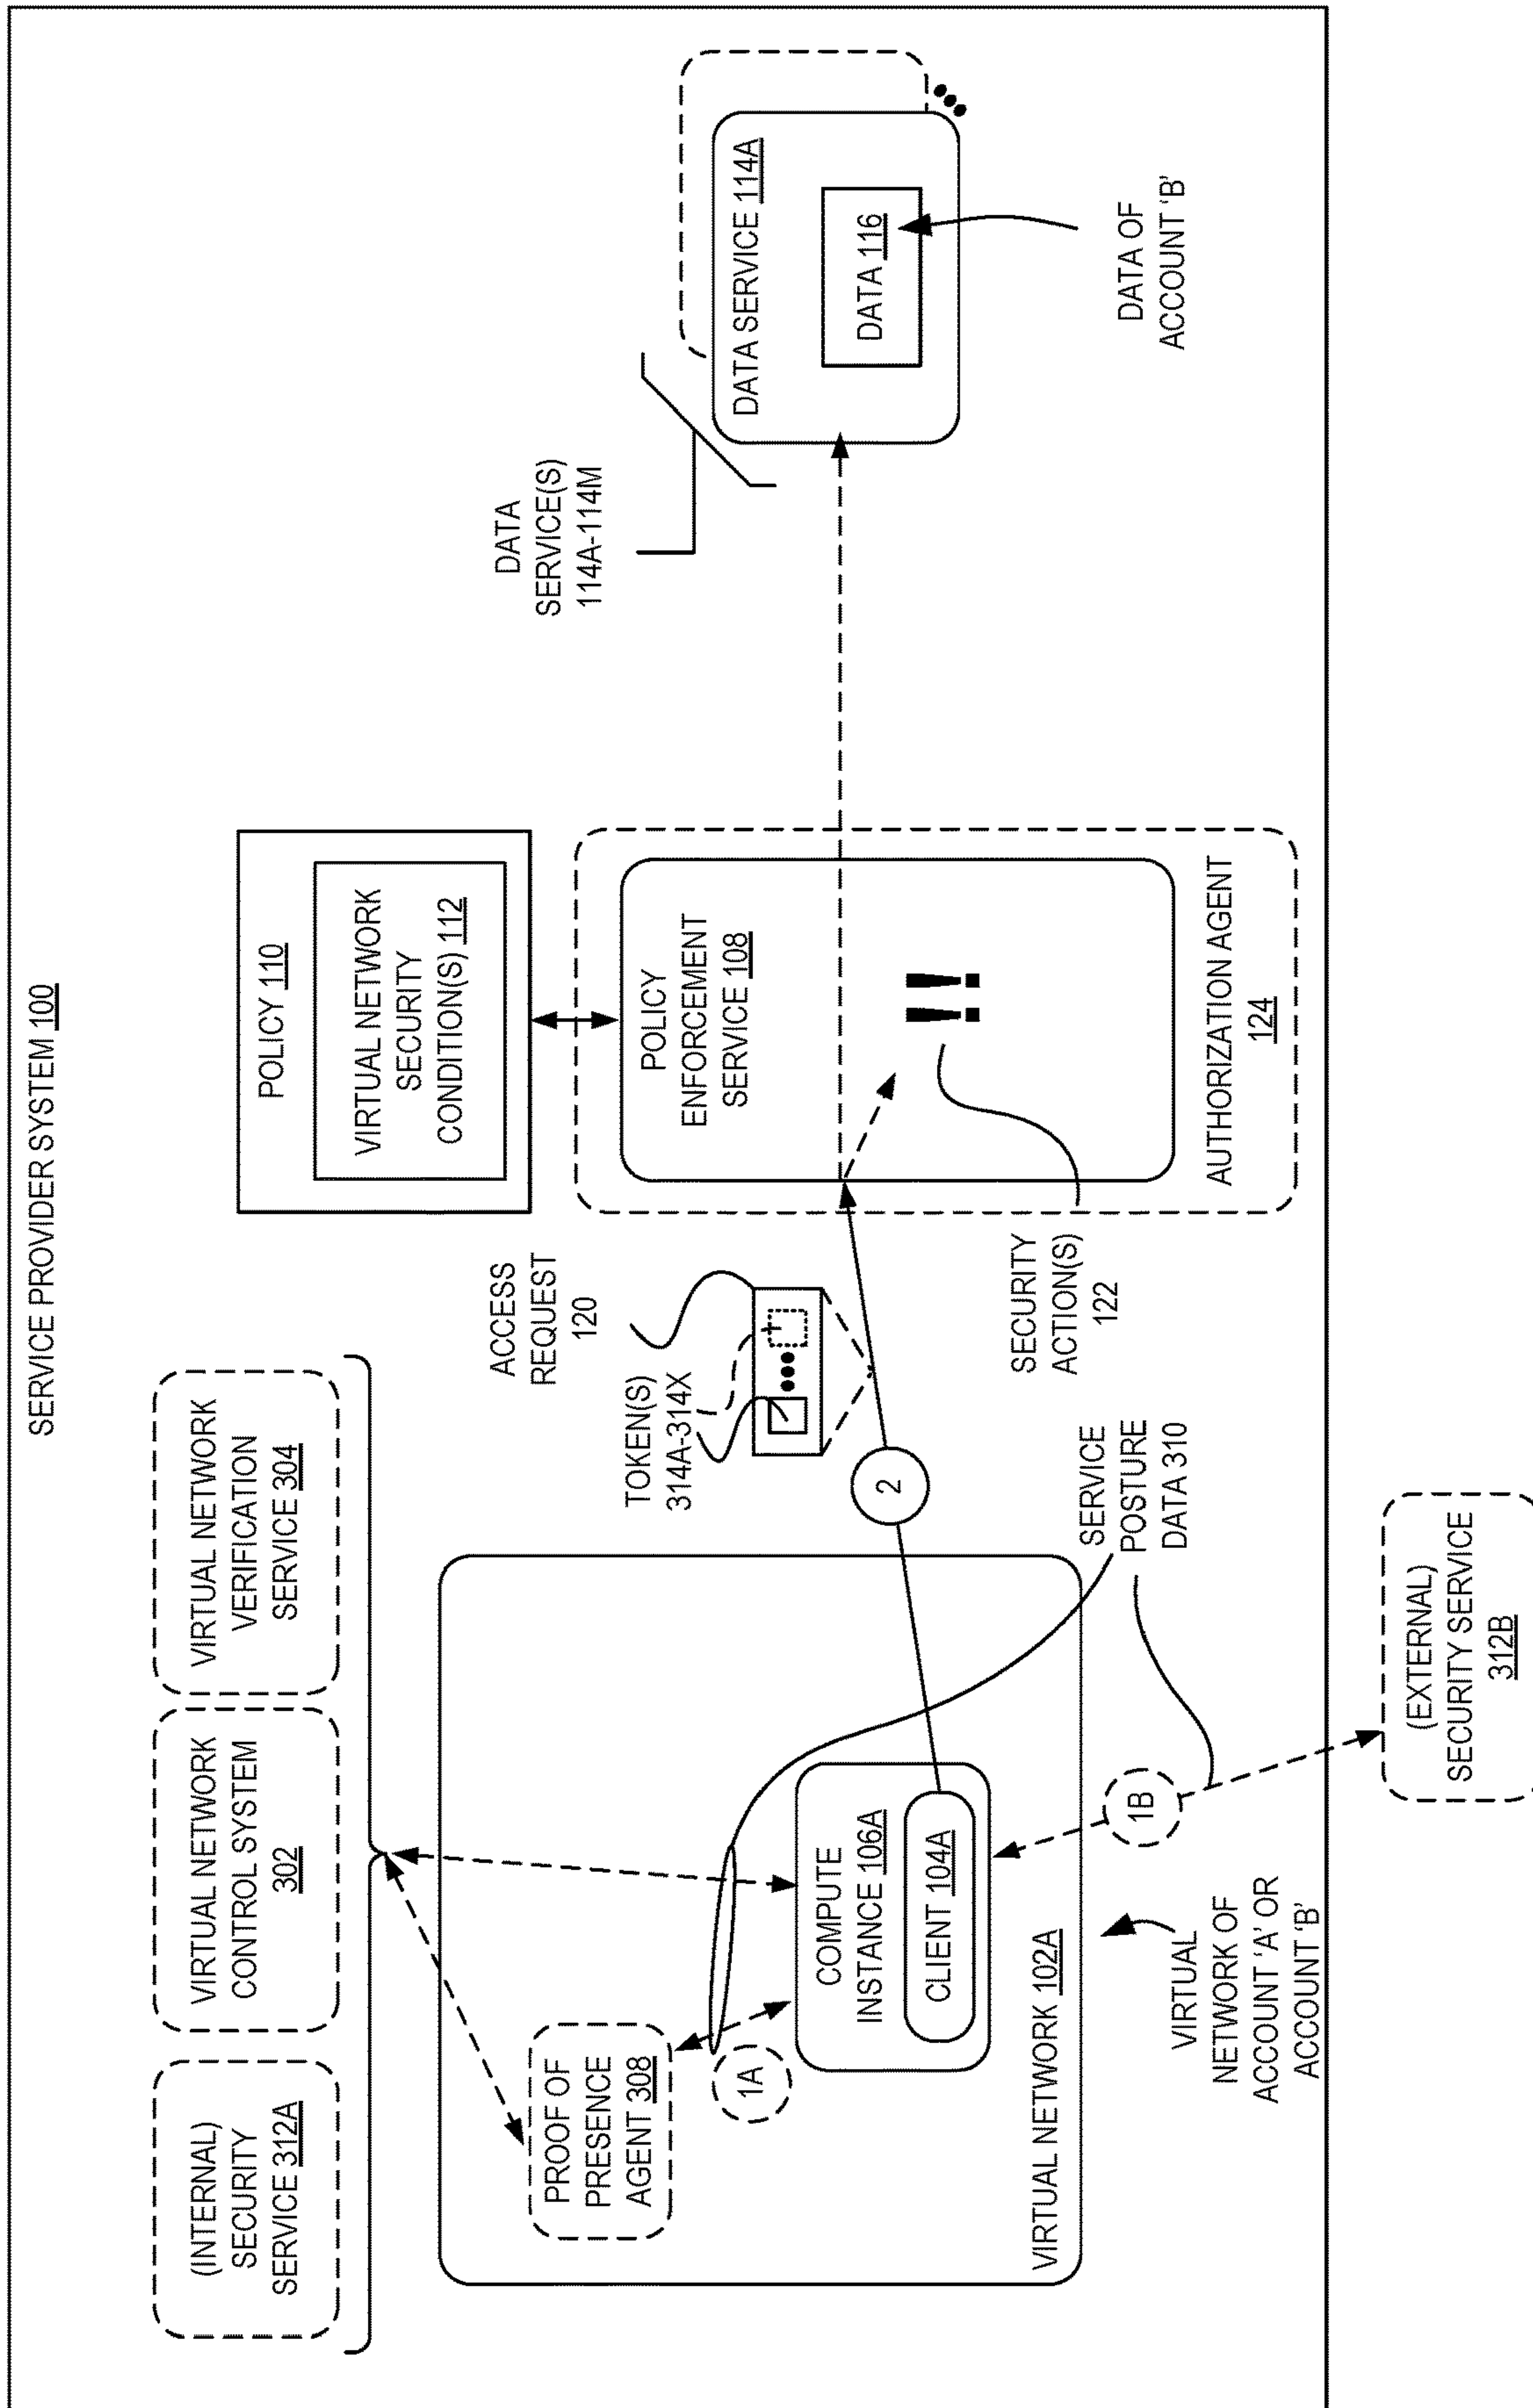 SERVICE PROVIDER SYSTEM 100
(INTERNAL)
SECURITY
SERVICE 312A
VIRTUAL NETWORK
CONTROL SYSTEM
302
VIRTUAL NETWORK
VERIFICATION
SERVICE 304
POLICY 110
VIRTUAL NETWORK
SECURITY
CONDITION(S) 112
ACCESS
REQUEST
120
TOKEN(S)
314A-314X
DATA
SERVICE(S)
114A-114M
PROOF OF
PRESENCE
AGENT 308
1A
COMPUTE
INSTANCE 106A
CLIENT 104A
VIRTUAL NETWORK 102A
2
POLICY
ENFORCEMENT
SERVICE 108
!!
AUTHORIZATION AGENT
124
DATA SERVICE 114A
DATA 116
DATA OF
ACCOUNT ‘B’
SECURITY
ACTION(S)
122
SERVICE
POSTURE
DATA 310
1B
VIRTUAL
NETWORK OF
ACCOUNT ‘A’ OR
ACCOUNT ‘B’
(EXTERNAL)
SECURITY SERVICE
312B